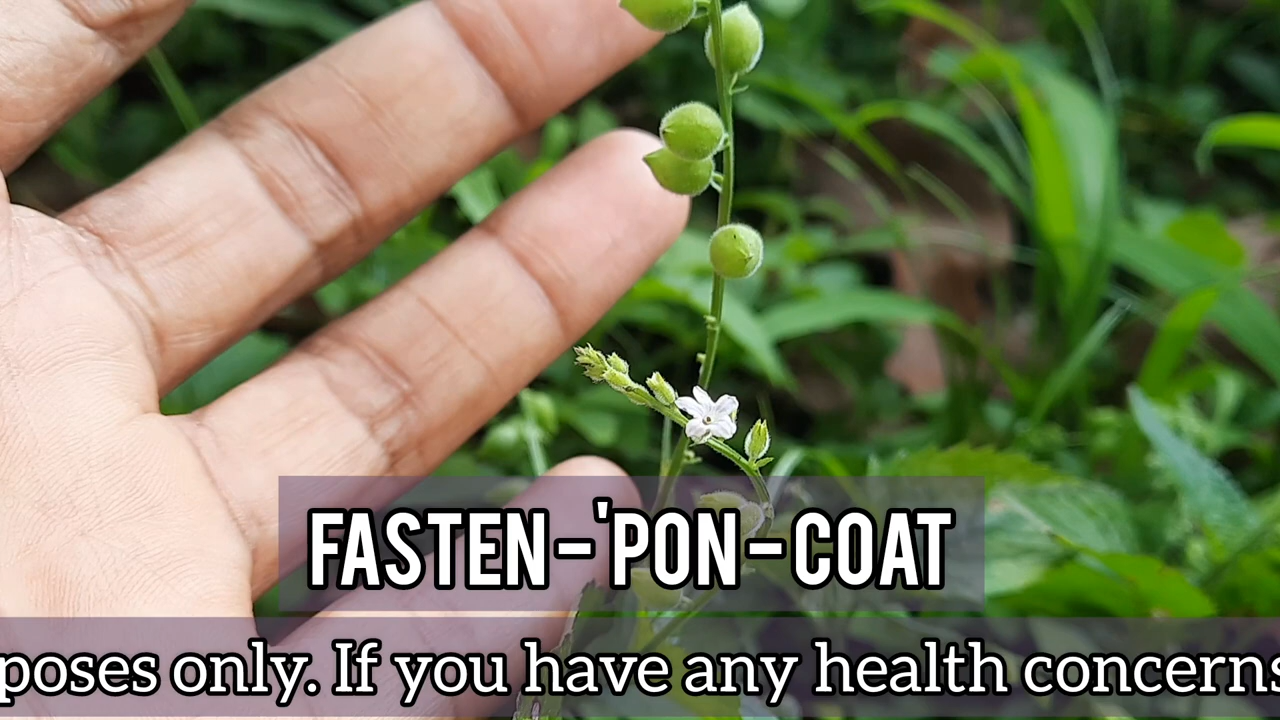 FASTEN-'PON-COAT
poses only. If you have any health concerns